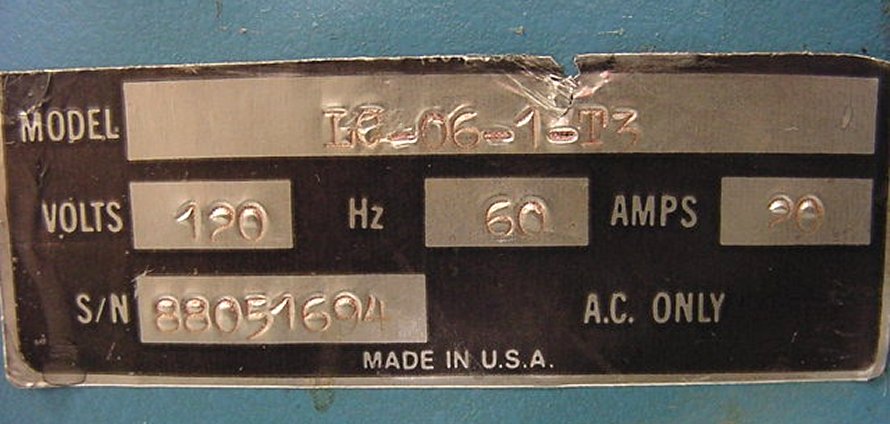 MODEL LC-06-1-T3
VOLTS 120 Hz 60 AMPS 20
S/N 88051694 A.C. ONLY
MADE IN U.S.A.